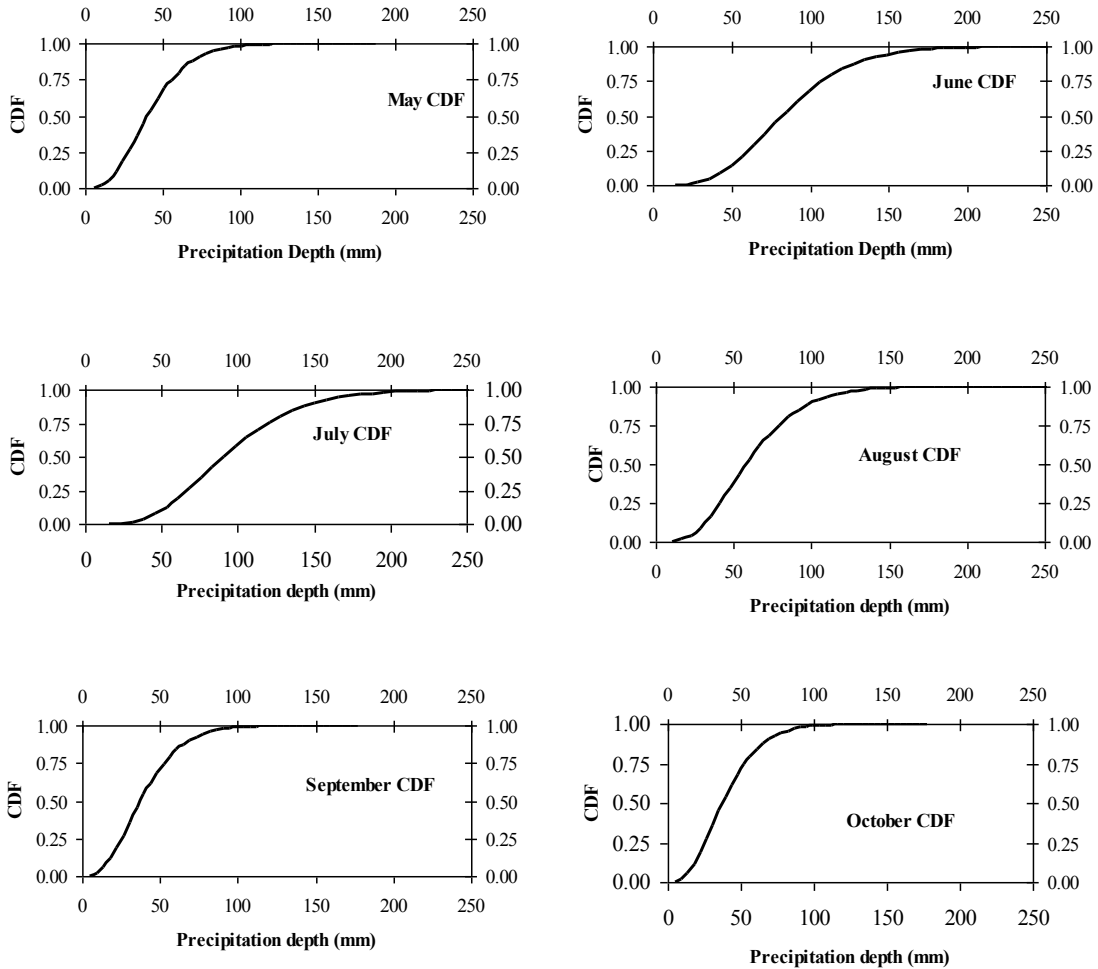 0 50 100 150 200 250
1.00 1.00
0.75 0.75
0.50 0.50
0.25 0.25
0.00 0.00
CDF
May CDF
0 50 100 150 200 250
Precipitation Depth (mm)
0 50 100 150 200 250
1.00 1.00
0.75 0.75
0.50 0.50
0.25 0.25
0.00 0.00
CDF
June CDF
0 50 100 150 200 250
Precipitation Depth (mm)
0 50 100 150 200 250
1.00 1.00
0.75 0.75
0.50 0.50
0.25 0.25
0.00 0.00
CDF
July CDF
0 50 100 150 200 250
Precipitation depth (mm)
0 50 100 150 200 250
1.00 1.00
0.75 0.75
0.50 0.50
0.25 0.25
0.00 0.00
CDF
August CDF
0 50 100 150 200 250
Precipitation depth (mm)
0 50 100 150 200 250
1.00 1.00
0.75 0.75
0.50 0.50
0.25 0.25
0.00 0.00
CDF
September CDF
0 50 100 150 200 250
Precipitation depth (mm)
0 50 100 150 200 250
1.00 1.00
0.75 0.75
0.50 0.50
0.25 0.25
0.00 0.00
CDF
October CDF
0 50 100 150 200 250
Precipitation depth (mm)